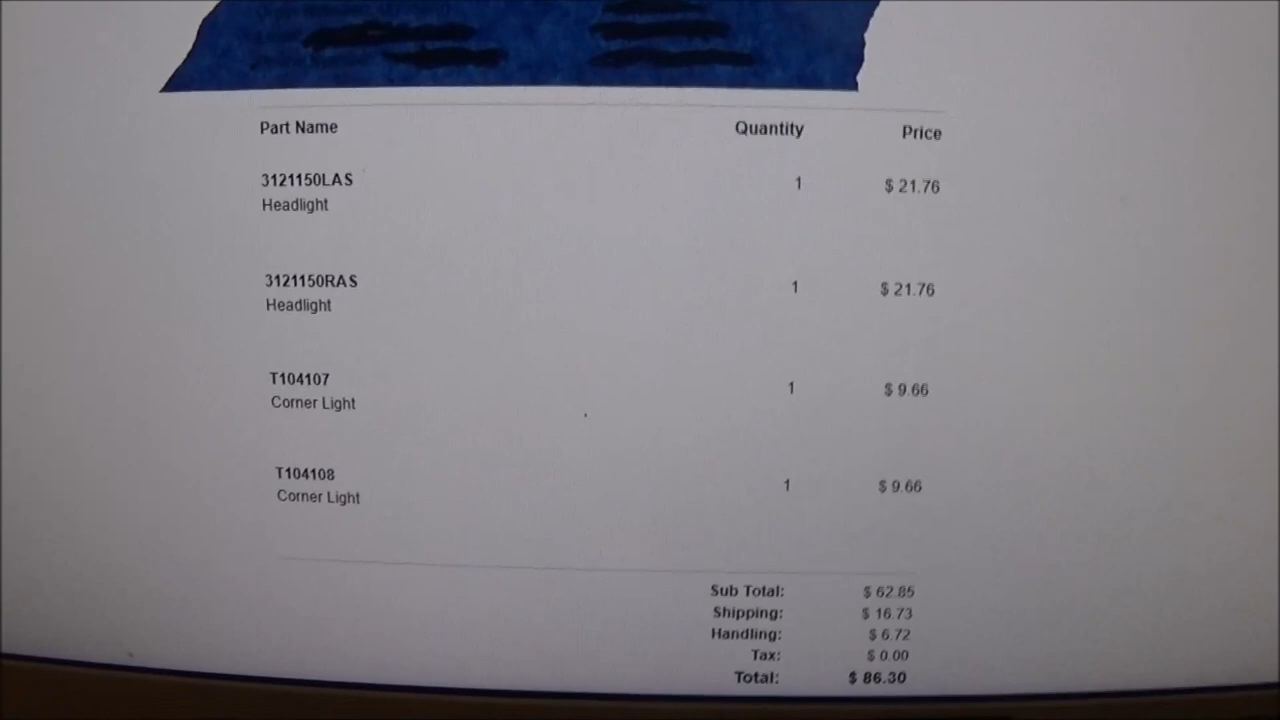 Part Name Quantity Price
3121150LAS 1 $ 21.76
Headlight
3121150RAS 1 $ 21.76
Headlight
T104107 1 $ 9.66
Corner Light
T104108 1 $ 9.66
Corner Light
Sub Total: $ 62.85
Shipping: $ 16.73
Handling: $ 6.72
Tax: $ 0.00
Total: $ 86.30